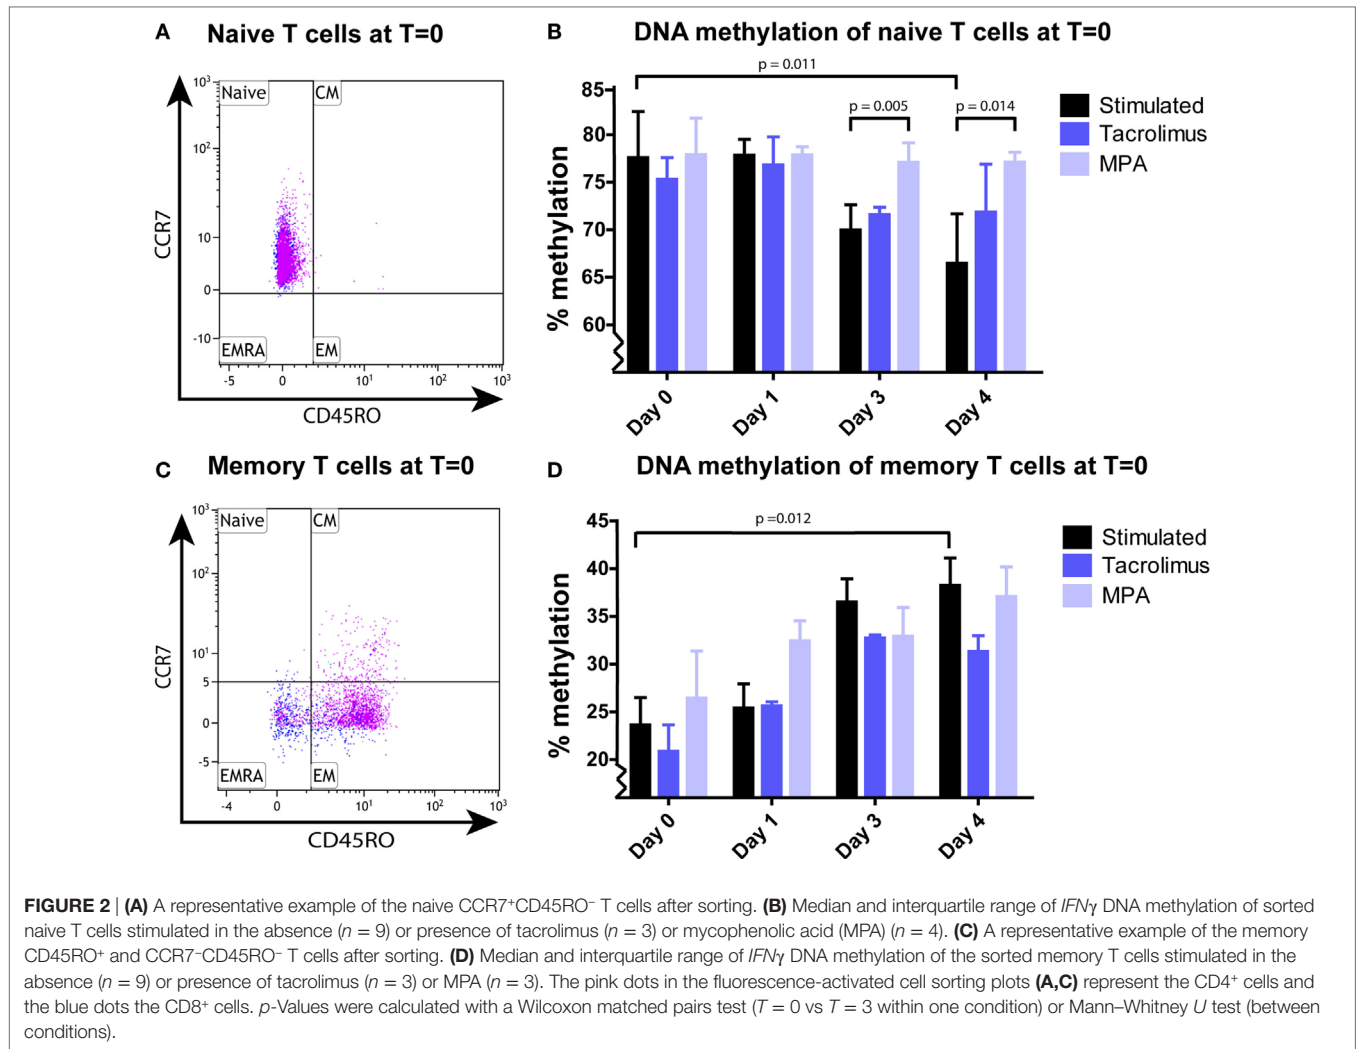 A Naive T cells at T=0
10³
Naive
CM
10²
CCR7
10
0
-10
EMRA
EM
-5 0 10¹ 10² 10³
CD45RO
B DNA methylation of naive T cells at T=0
p = 0.011
p = 0.005
p = 0.014
85
80
75
70
65
60
% methylation
Day 0 Day 1 Day 3 Day 4
Stimulated
Tacrolimus
MPA
C Memory T cells at T=0
10³
Naive
CM
10²
CCR7
10¹
5
0
-5
EMRA
EM
-4 0 10¹ 10² 10³
CD45RO
D DNA methylation of memory T cells at T=0
p =0.012
45
40
35
30
25
20
% methylation
Day 0 Day 1 Day 3 Day 4
Stimulated
Tacrolimus
MPA
FIGURE 2 | (A) A representative example of the naive CCR7⁺CD45RO⁻ T cells after sorting. (B) Median and interquartile range of IFNγ DNA methylation of sorted
naive T cells stimulated in the absence (n = 9) or presence of tacrolimus (n = 3) or mycophenolic acid (MPA) (n = 4). (C) A representative example of the memory
CD45RO⁺ and CCR7⁻CD45RO⁻ T cells after sorting. (D) Median and interquartile range of IFNγ DNA methylation of the sorted memory T cells stimulated in the
absence (n = 9) or presence of tacrolimus (n = 3) or MPA (n = 3). The pink dots in the fluorescence-activated cell sorting plots (A,C) represent the CD4⁺ cells and
the blue dots the CD8⁺ cells. p-Values were calculated with a Wilcoxon matched pairs test (T = 0 vs T = 3 within one condition) or Mann–Whitney U test (between
conditions).